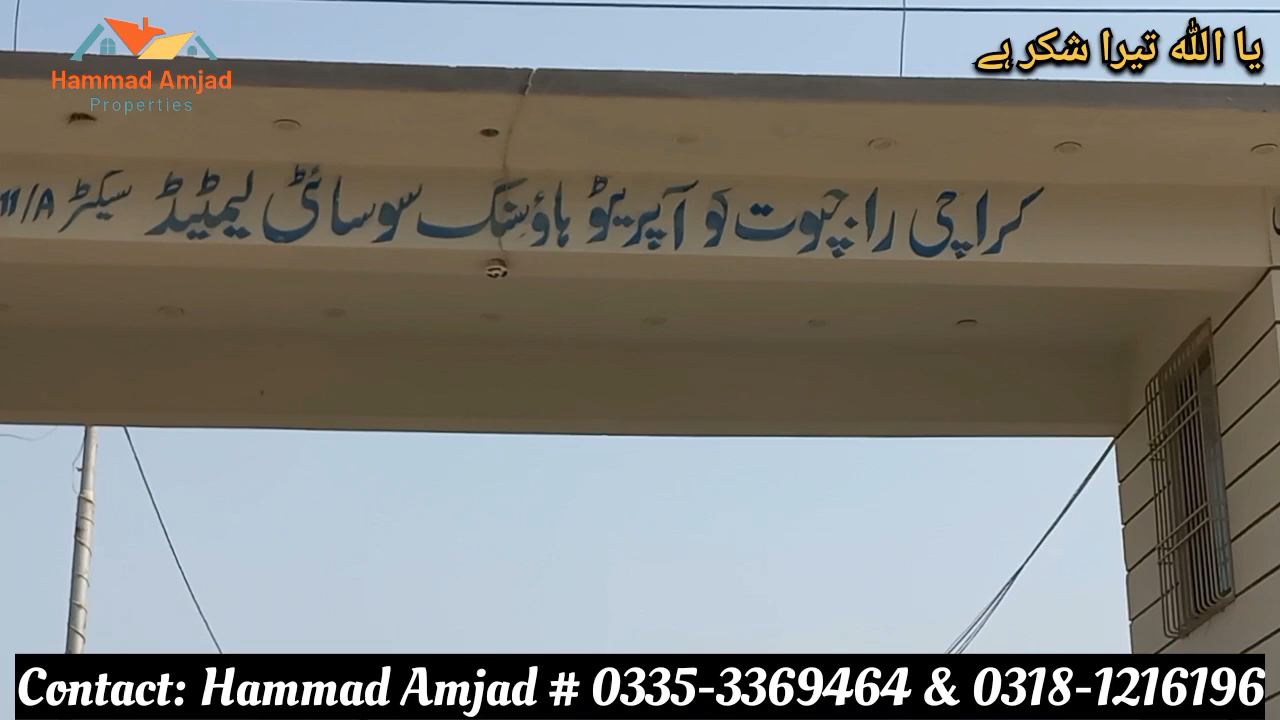 Hammad Amjad
Properties
یا اللہ تیرا شکر ہے
کراچی راجپوت کو آپریٹو ہاؤسنگ سوسائٹی لیمٹیڈ سیکٹر 11/A
Contact: Hammad Amjad # 0335-3369464 & 0318-1216196